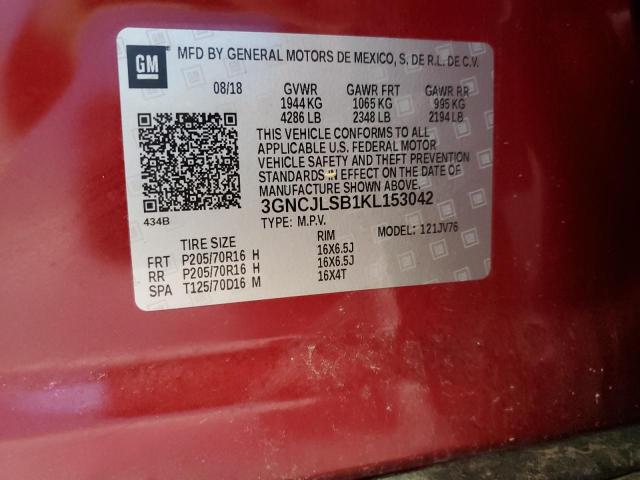 GM MFD BY GENERAL MOTORS DE MEXICO, S, DE R.L. DE C.V.
08/18 GVWR GAWR FRT GAWR RR
1944 KG 1065 KG 995 KG
4286 LB 2348 LB 2194 LB
THIS VEHICLE CONFORMS TO ALL
APPLICABLE U.S. FEDERAL MOTOR
VEHICLE SAFETY AND THEFT PREVENTION
STANDARDS IN EFFECT ON THE DATE OF
MANUFACTURE SHOWN ABOVE.
3GNCJLSB1KL153042
434B TYPE: M.P.V. MODEL: 121JV76
TIRE SIZE RIM
FRT P205/70R16 H 16X6.5J
RR P205/70R16 H 16X6.5J
SPA T125/70D16 M 16X4T